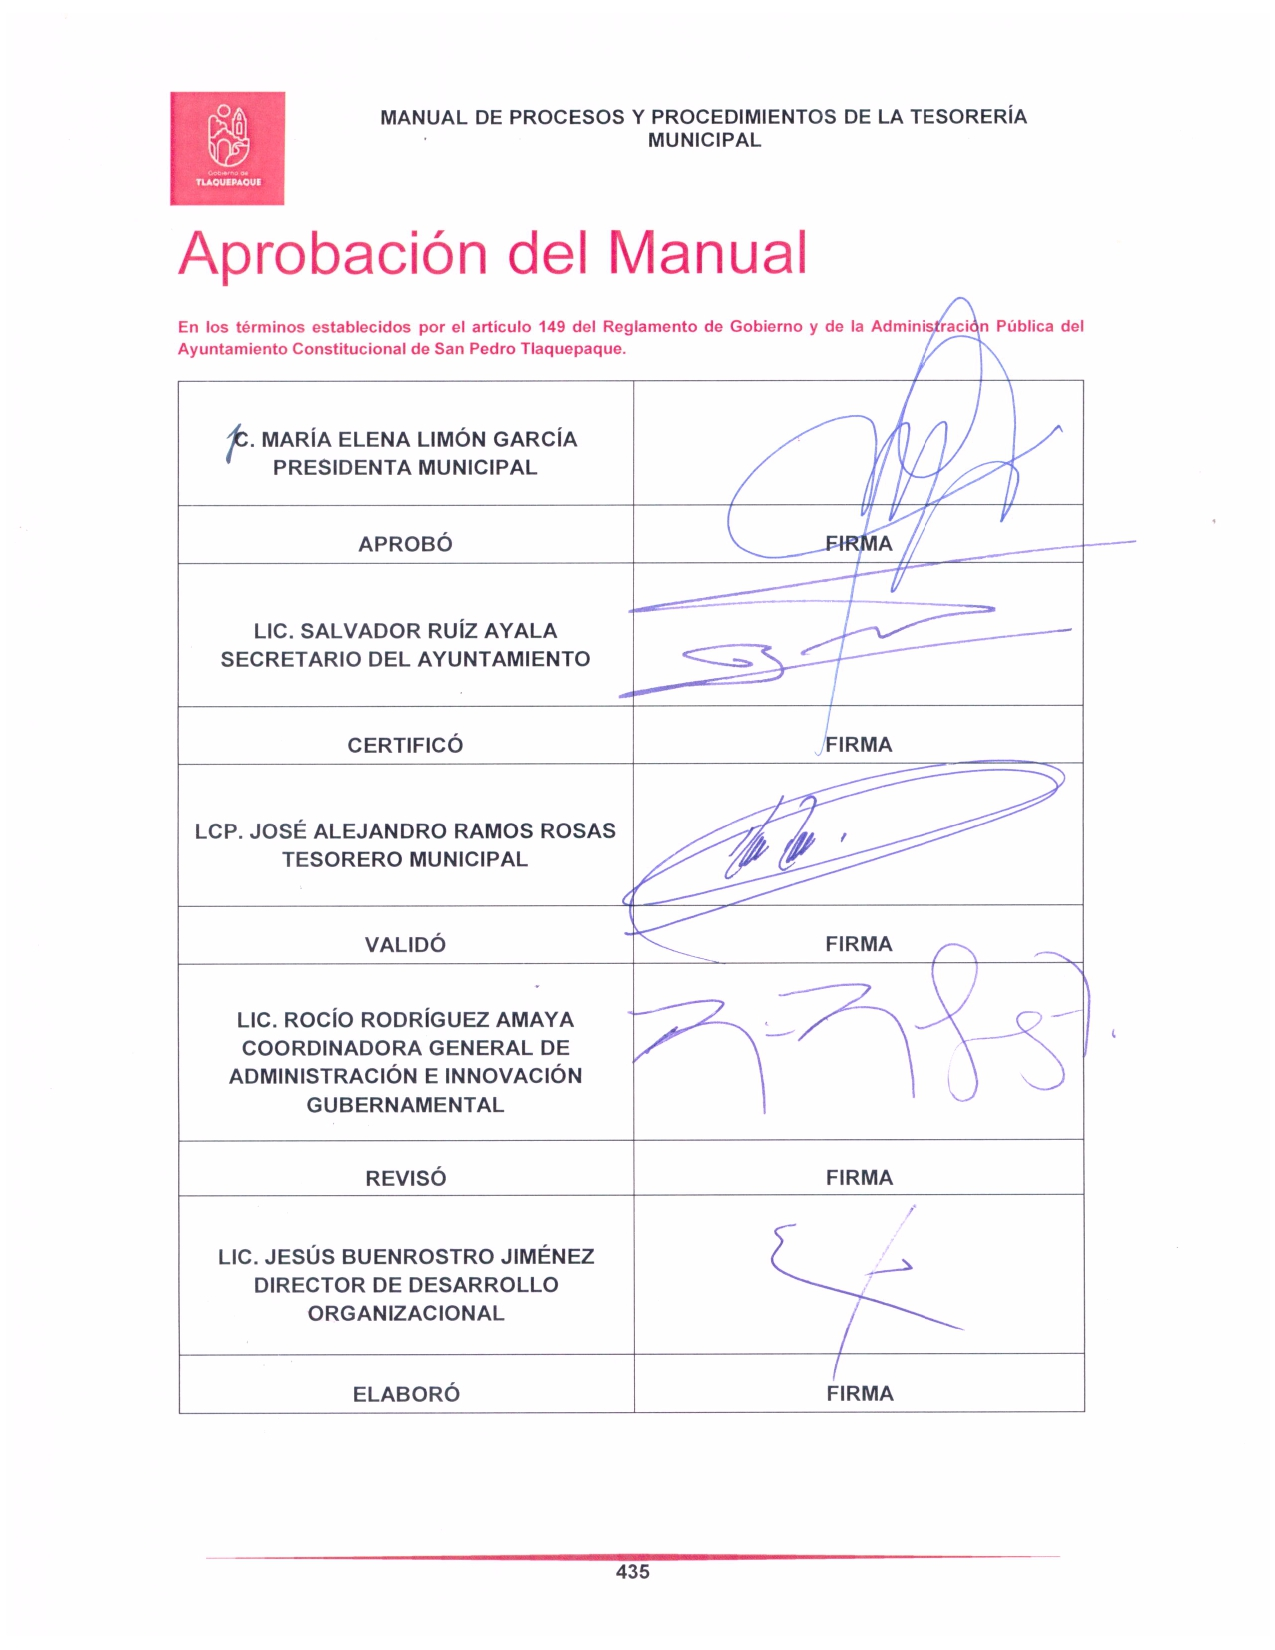 Gobierno de
TLAQUEPAQUE
MANUAL DE PROCESOS Y PROCEDIMIENTOS DE LA TESORERÍA
MUNICIPAL
Aprobación del Manual
En los términos establecidos por el artículo 149 del Reglamento de Gobierno y de la Administración Pública del
Ayuntamiento Constitucional de San Pedro Tlaquepaque.
C. MARÍA ELENA LIMÓN GARCÍA
PRESIDENTA MUNICIPAL
APROBÓ FIRMA
LIC. SALVADOR RUÍZ AYALA
SECRETARIO DEL AYUNTAMIENTO
CERTIFICÓ FIRMA
LCP. JOSÉ ALEJANDRO RAMOS ROSAS
TESORERO MUNICIPAL
VALIDÓ FIRMA
LIC. ROCÍO RODRÍGUEZ AMAYA
COORDINADORA GENERAL DE
ADMINISTRACIÓN E INNOVACIÓN
GUBERNAMENTAL
REVISÓ FIRMA
LIC. JESÚS BUENROSTRO JIMÉNEZ
DIRECTOR DE DESARROLLO
ORGANIZACIONAL
ELABORÓ FIRMA
435